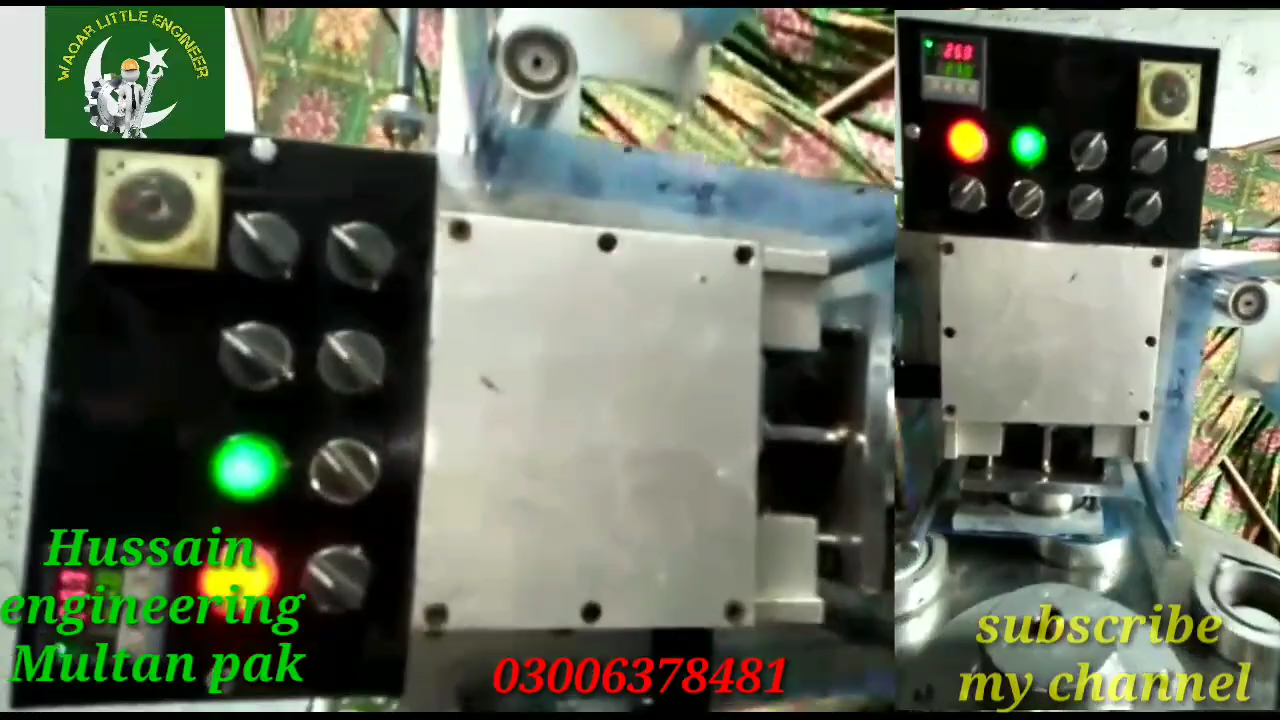 WAQAR LITTLE ENGINEER
Hussain
engineering
Multan pak
03006378481
subscribe
my channel